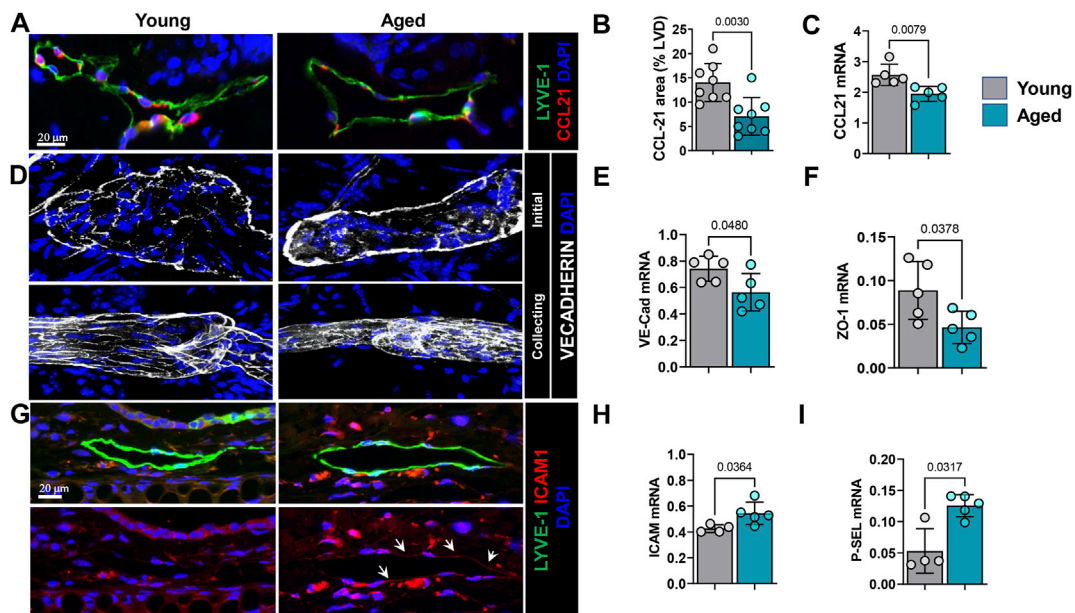 A
Young
Aged
20 µm
LYVE-1
CCL21 DAPI
B
0.0030
CCL-21 area (% LVD)
25
20
15
10
5
0
C
0.0079
CCL21 mRNA
4
3
2
1
0
Young
Aged
D
Initial
Collecting
VECADHERIN DAPI
E
0.0480
VE-Cad mRNA
1.0
0.8
0.6
0.4
0.2
0.0
F
0.0378
ZO-1 mRNA
0.15
0.10
0.05
0.00
G
20 µm
LYVE-1 ICAM1
DAPI
H
0.0364
ICAM mRNA
1.0
0.8
0.6
0.4
0.2
0.0
I
0.0317
P-SEL mRNA
0.20
0.15
0.10
0.05
0.00